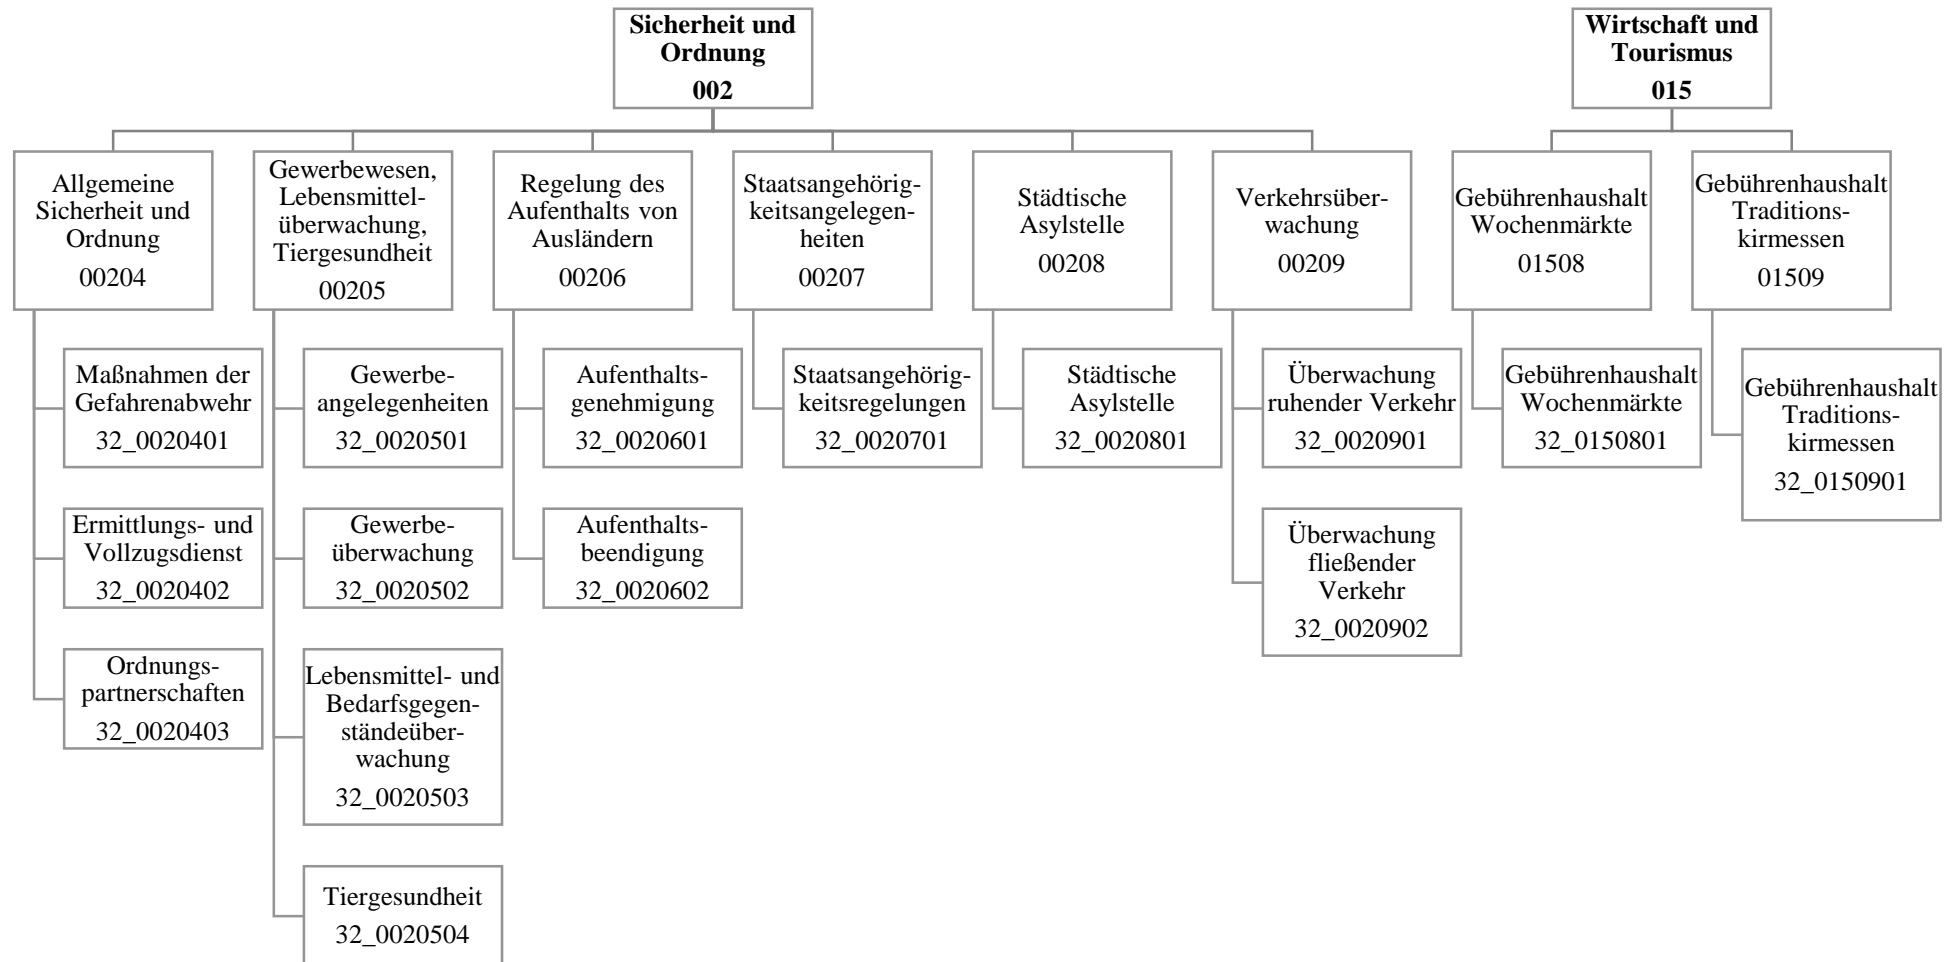 Sicherheit und
Ordnung
002
Wirtschaft und
Tourismus
015
Allgemeine
Sicherheit und
Ordnung
00204
Gewerbewesen,
Lebensmittel-
überwachung,
Tiergesundheit
00205
Regelung des
Aufenthalts von
Ausländern
00206
Staatsangehörig-
keitsangelegen-
heiten
00207
Städtische
Asylstelle
00208
Verkehrsüber-
wachung
00209
Gebührenhaushalt
Wochenmärkte
01508
Gebührenhaushalt
Traditions-
kirmessen
01509
Maßnahmen der
Gefahrenabwehr
32_0020401
Gewerbe-
angelegenheiten
32_0020501
Aufenthalts-
genehmigung
32_0020601
Staatsangehörig-
keitsregelungen
32_0020701
Städtische
Asylstelle
32_0020801
Überwachung
ruhender Verkehr
32_0020901
Gebührenhaushalt
Wochenmärkte
32_0150801
Gebührenhaushalt
Traditions-
kirmessen
32_0150901
Ermittlungs- und
Vollzugsdienst
32_0020402
Gewerbe-
überwachung
32_0020502
Aufenthalts-
beendigung
32_0020602
Überwachung
fließender
Verkehr
32_0020902
Ordnungs-
partnerschaften
32_0020403
Lebensmittel- und
Bedarfsgegen-
ständeüber-
wachung
32_0020503
Tiergesundheit
32_0020504